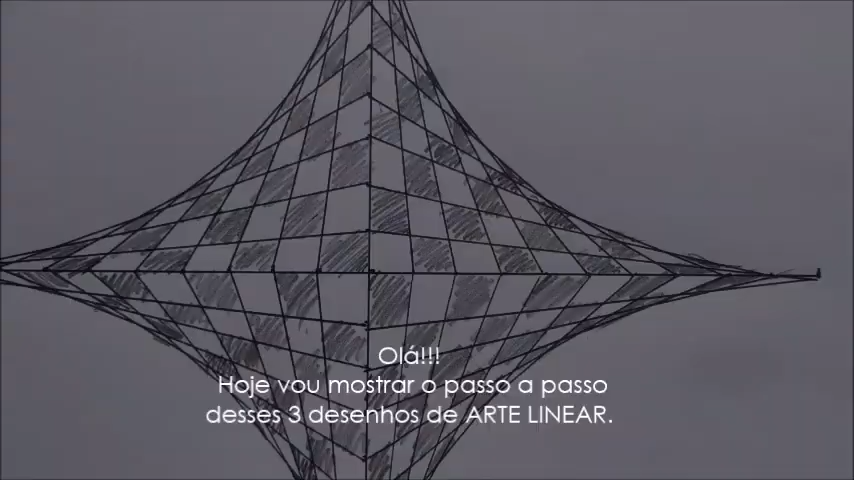 Olá!!!
Hoje vou mostrar o passo a passo
desses 3 desenhos de ARTE LINEAR.